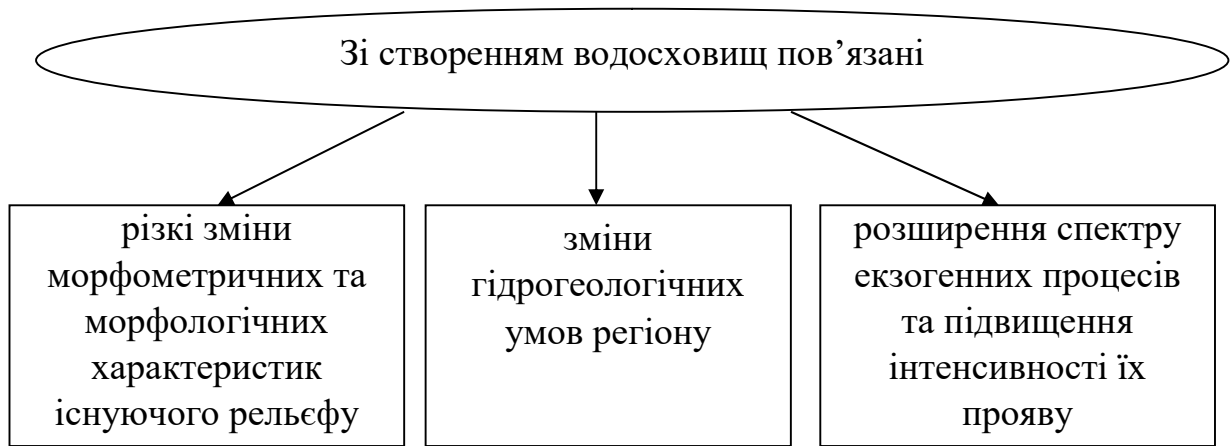 Зі створенням водосховищ пов’язані
різкі зміни
морфометричних та
морфологічних
характеристик
існуючого рельєфу
зміни
гідрогеологічних
умов регіону
розширення спектру
екзогенних процесів
та підвищення
інтенсивності їх
прояву